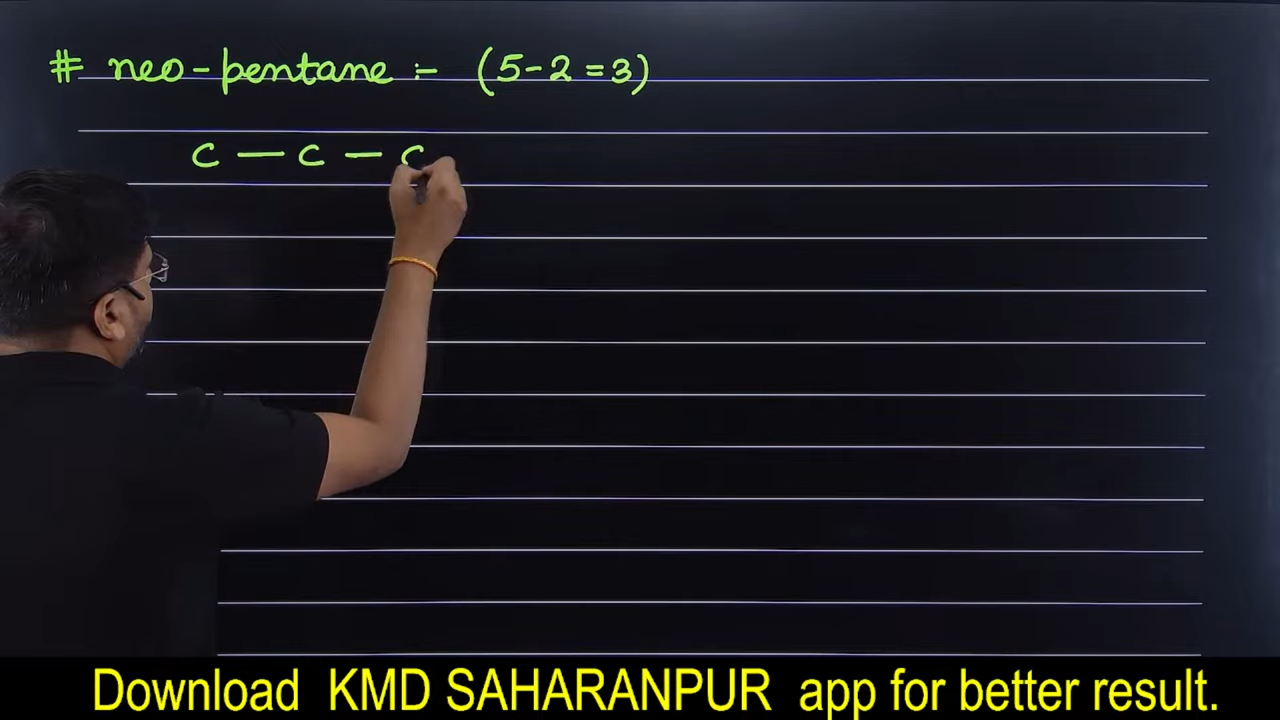 # neo-pentane :- (5-2=3)
c — c — c
Download KMD SAHARANPUR app for better result.